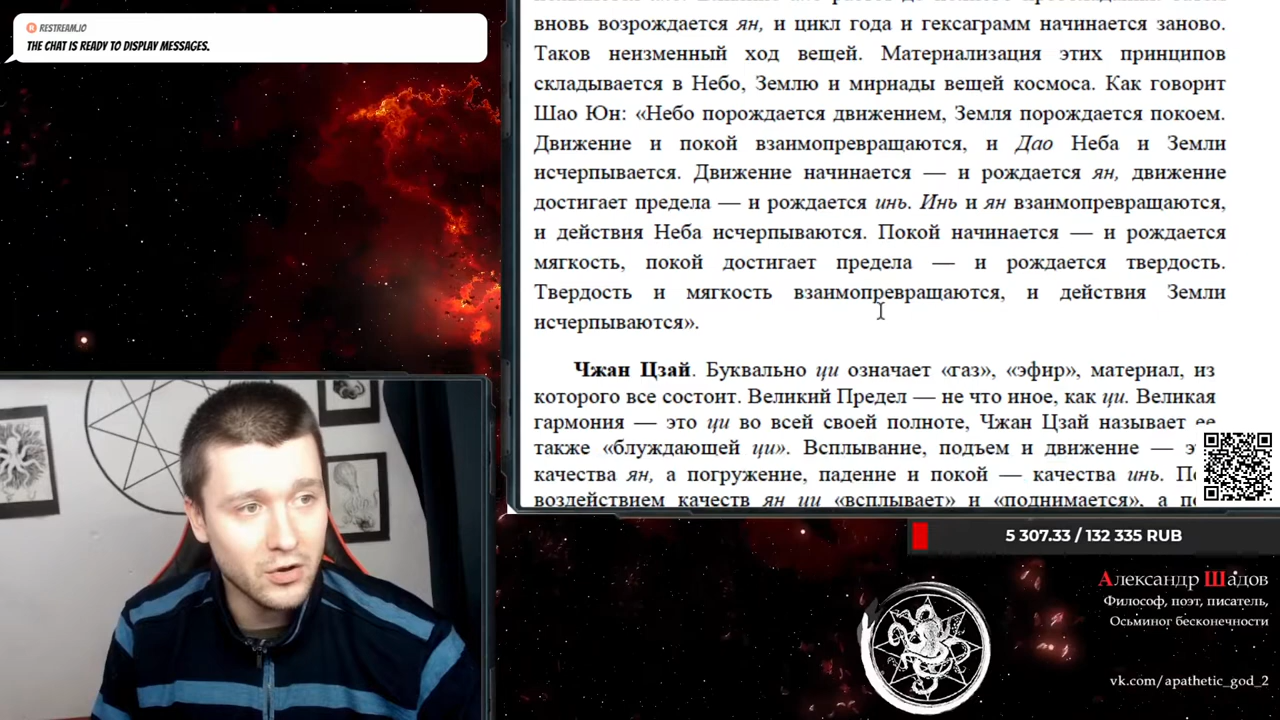 RESTREAM.IO
THE CHAT IS READY TO DISPLAY MESSAGES.
вновь возрождается ян, и цикл года и гексаграмм начинается заново.
Таков неизменный ход вещей. Материализация этих принципов
складывается в Небо, Землю и мириады вещей космоса. Как говорит
Шао Юн: «Небо порождается движением, Земля порождается покоем.
Движение и покой взаимопревращаются, и Дао Неба и Земли
исчерпывается. Движение начинается — и рождается ян, движение
достигает предела — и рождается инь. Инь и ян взаимопревращаются,
и действия Неба исчерпываются. Покой начинается — и рождается
мягкость, покой достигает предела — и рождается твердость.
Твердость и мягкость взаимопревращаются, и действия Земли
исчерпываются».
Чжан Цзай. Буквально ци означает «газ», «эфир», материал, из
которого все состоит. Великий Предел — не что иное, как ци. Великая
гармония — это ци во всей своей полноте, Чжан Цзай называет ее
также «блуждающей ци». Всплывание, подъем и движение —
качества ян, а погружение, падение и покой — качества инь.
воздействием качеств ян ци «всплывает» и «поднимается», а
5 307.33 / 132 335 RUB
Александр Шадов
Философ, поэт, писатель,
Осьминог бесконечности
vk.com/apathetic_god_2